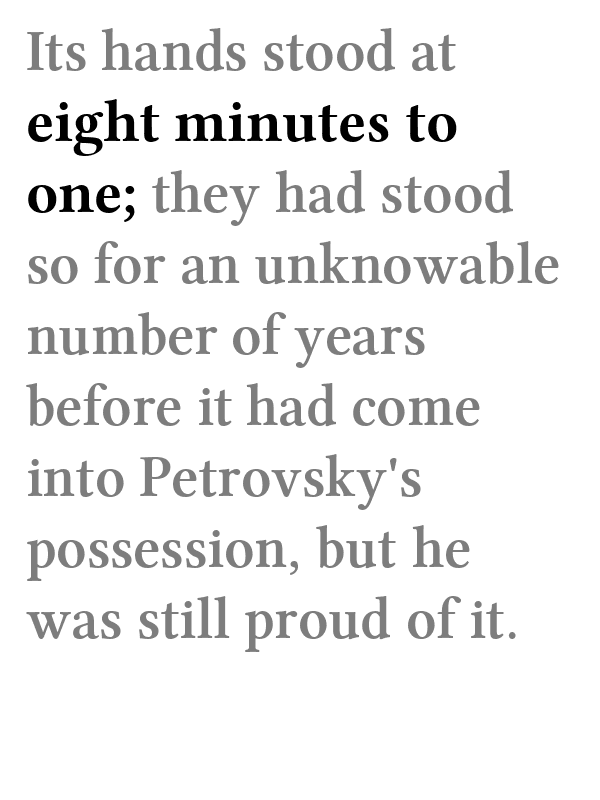 Its hands stood at
eight minutes to
one; they had stood
so for an unknowable
number of years
before it had come
into Petrovsky's
possession, but he
was still proud of it.